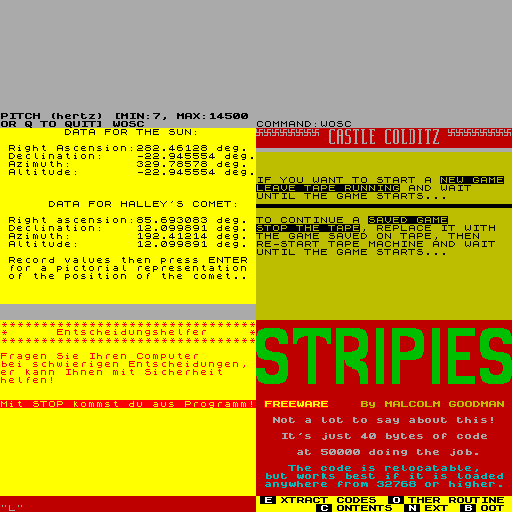 PITCH (hertz) [MIN:7, MAX:14500
OR Q TO QUIT] WOSC
DATA FOR THE SUN:
Right Ascension:282.46128 deg.
Declination: -22.945554 deg.
Azimuth: 329.78578 deg.
Altitude: -22.945554 deg.
DATA FOR HALLEY'S COMET:
Right ascension:85.693083 deg.
Declination: 12.099891 deg.
Azimuth: 192.41214 deg.
Altitude: 12.099891 deg.
Record values then press ENTER
for a pictorial representation
of the position of the comet..
COMMAND:WOSC
CASTLE COLDITZ
IF YOU WANT TO START A NEW GAME
LEAVE TAPE RUNNING AND WAIT
UNTIL THE GAME STARTS...
TO CONTINUE A SAVED GAME
STOP THE TAPE, REPLACE IT WITH
THE GAME SAVED ON TAPE, THEN
RE-START TAPE MACHINE AND WAIT
UNTIL THE GAME STARTS...
*******************************
* Entscheidungshelfer *
*******************************
Fragen Sie Ihren Computer
bei schwierigen Entscheidungen,
er kann Ihnen mit Sicherheit
helfen!
Mit STOP kommst du aus Programm!
"L"
STRIPIES
FREEWARE By MALCOLM GOODMAN
Not a lot to say about this!
It's just 40 bytes of code
at 50000 doing the job.
The code is relocatable,
but works best if it is loaded
anywhere from 32768 or higher.
E XTRACT CODES O THER ROUTINE
C ONTENTS N EXT B OOT